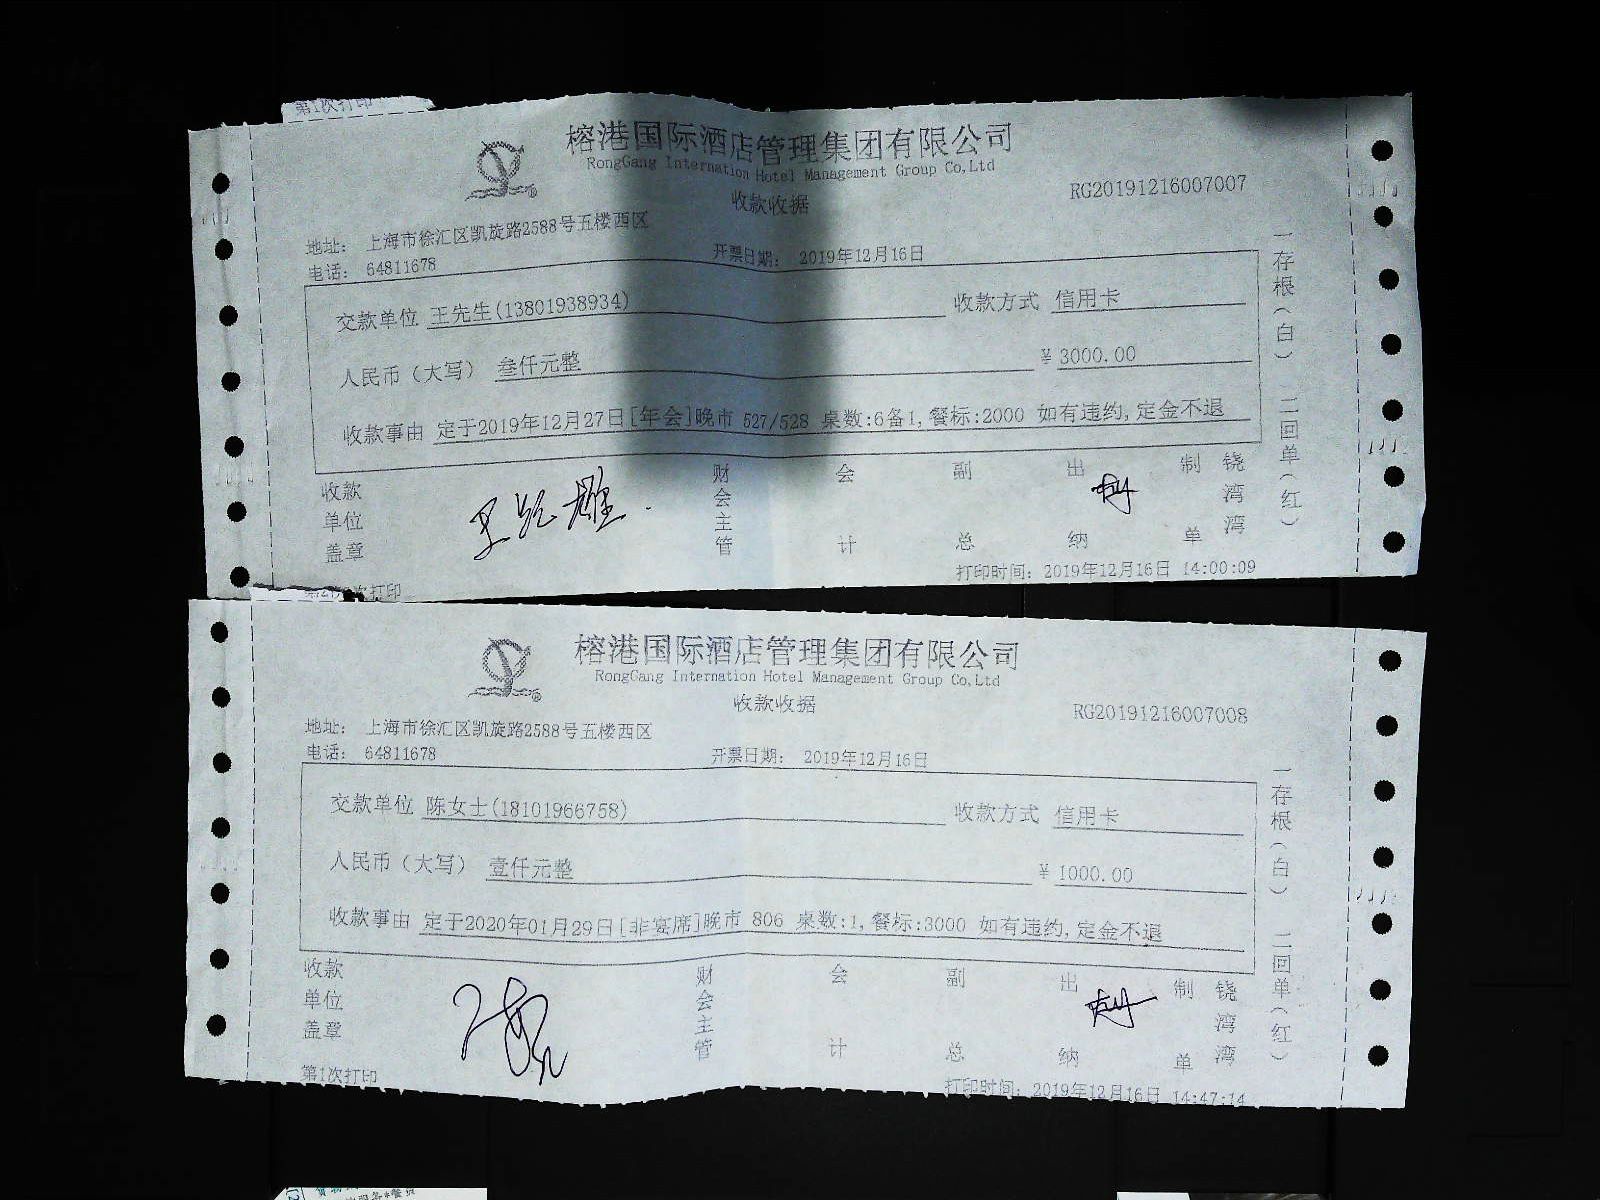 第1次打印
榕港国际酒店管理集团有限公司
RongGang Internation Hotel Management Group Co,Ltd
收款收据
RG20191216007007
地址： 上海市徐汇区凯旋路2588号五楼西区
电话： 64811678
开票日期： 2019年12月16日
交款单位 王先生(13801938934)
收款方式 信用卡
人民币（大写） 叁仟元整
¥ 3000.00
收款事由 定于2019年12月27日[年会]晚市 527/528 桌数:6备1,餐标:2000 如有违约,定金不退
一存根（白） 二回单（红）
收款单位盖章
财会主管
会计
副总
出纳
制单
铙湾湾
打印时间： 2019年12月16日 14:00:09
次打印
榕港国际酒店管理集团有限公司
RongGang Internation Hotel Management Group Co,Ltd
收款收据
RG20191216007008
地址： 上海市徐汇区凯旋路2588号五楼西区
电话： 64811678
开票日期： 2019年12月16日
交款单位 陈女士(18101966758)
收款方式 信用卡
人民币（大写） 壹仟元整
¥ 1000.00
收款事由 定于2020年01月29日[非宴席]晚市 806 桌数:1,餐标:3000 如有违约,定金不退
一存根（白） 二回单（红）
收款单位盖章
财会主管
会计
副总
出纳
制单
铙湾湾
第1次打印
打印时间： 2019年12月16日 14:47:14